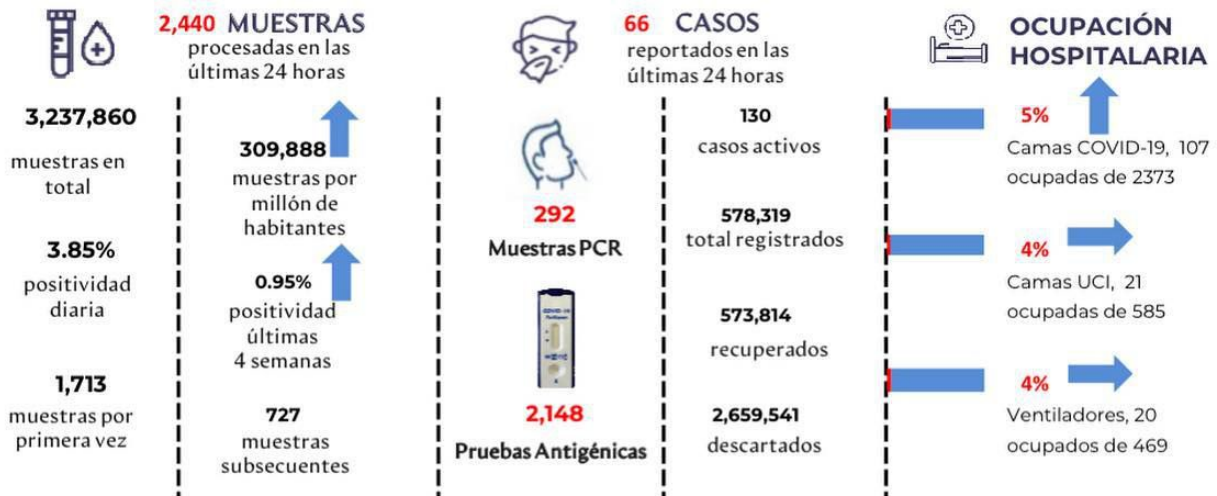 2,440 MUESTRAS
procesadas en las
últimas 24 horas
3,237,860
muestras en
total
3.85%
positividad
diaria
1,713
muestras por
primera vez
309,888
muestras por
millón de
habitantes
0.95%
positividad
últimas
4 semanas
727
muestras
subsecuentes
66 CASOS
reportados en las
últimas 24 horas
292
Muestras PCR
COVID-19
2,148
Pruebas Antigénicas
130
casos activos
578,319
total registrados
573,814
recuperados
2,659,541
descartados
OCUPACIÓN
HOSPITALARIA
5%
Camas COVID-19, 107
ocupadas de 2373
4%
Camas UCI, 21
ocupadas de 585
4%
Ventiladores, 20
ocupados de 469